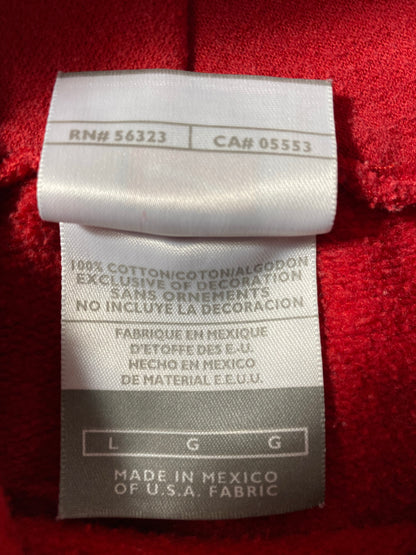 RN# 56323 CA# 05553
100% COTTON/COTON/ALGODON
EXCLUSIVE OF DECORATION
SANS ORNEMENTS
NO INCLUYE LA DECORACION
FABRIQUE EN MEXIQUE
D'ETOFFE DES E.-U.
HECHO EN MEXICO
DE MATERIAL E.E.U.U.
L G G
MADE IN MEXICO
OF U.S.A. FABRIC